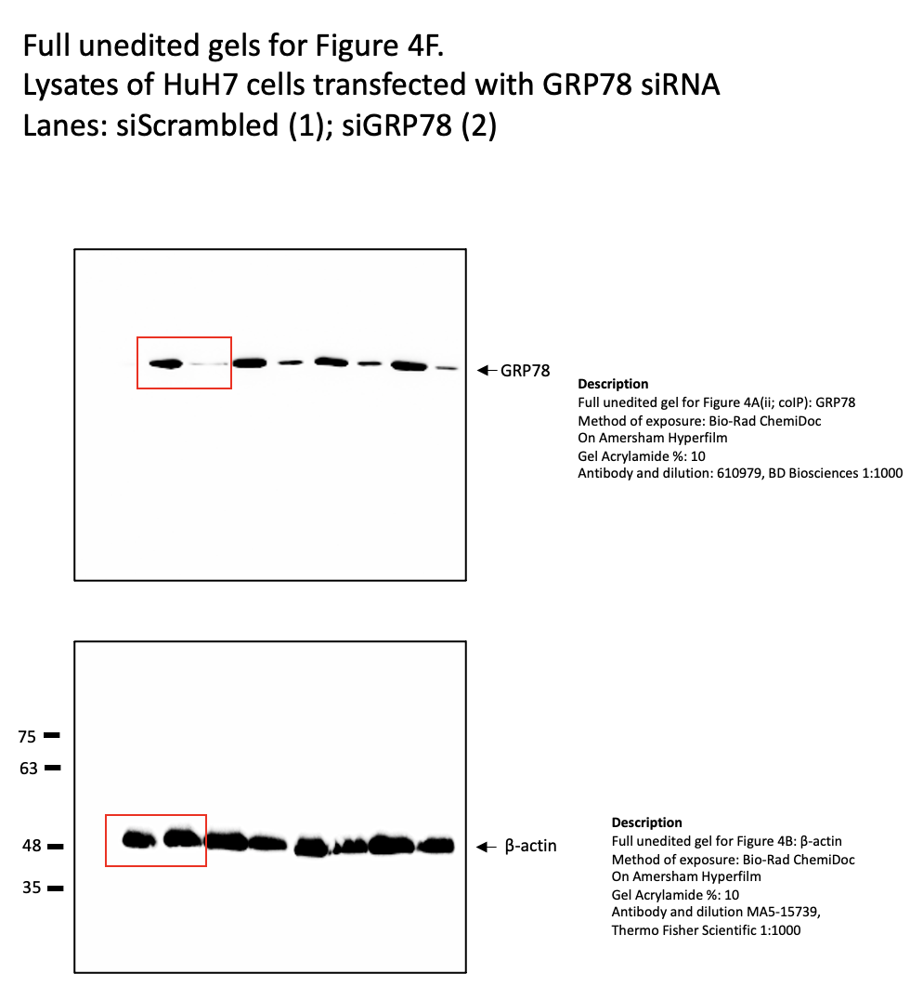 Full unedited gels for Figure 4F.
Lysates of HuH7 cells transfected with GRP78 siRNA
Lanes: siScrambled (1); siGRP78 (2)
GRP78
Description
Full unedited gel for Figure 4A(ii; coIP): GRP78
Method of exposure: Bio-Rad ChemiDoc
On Amersham Hyperfilm
Gel Acrylamide %: 10
Antibody and dilution: 610979, BD Biosciences 1:1000
75
63
48
35
β-actin
Description
Full unedited gel for Figure 4B: β-actin
Method of exposure: Bio-Rad ChemiDoc
On Amersham Hyperfilm
Gel Acrylamide %: 10
Antibody and dilution MA5-15739,
Thermo Fisher Scientific 1:1000